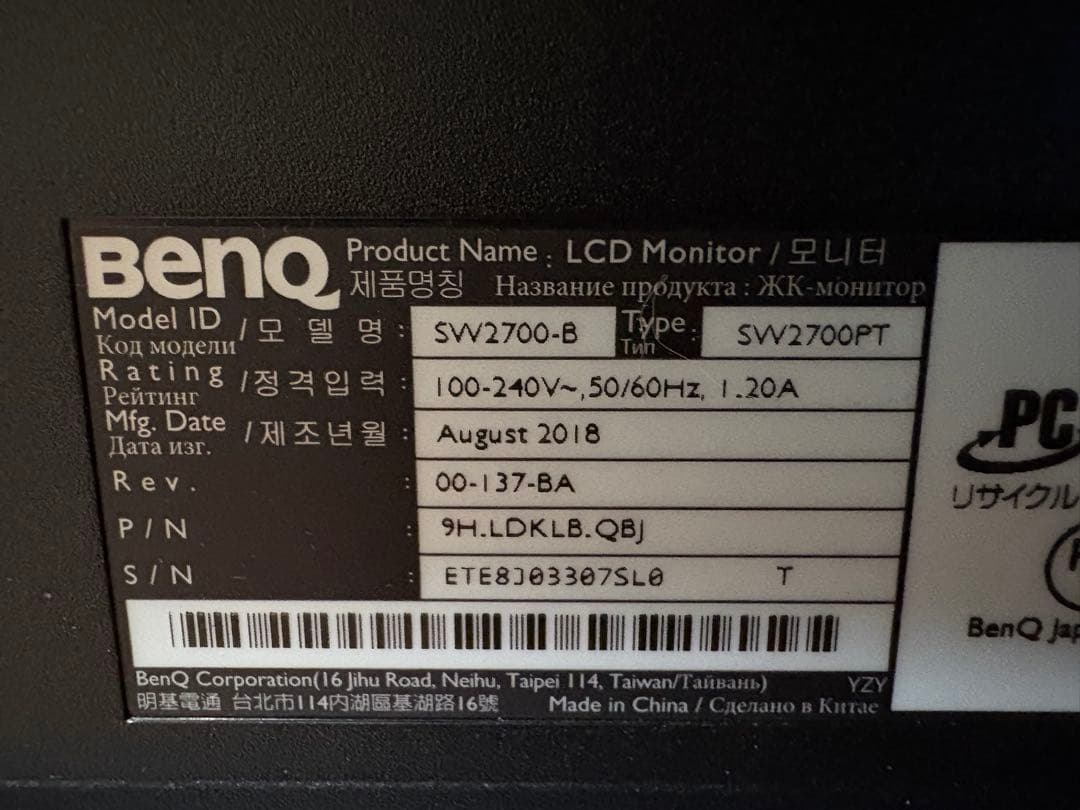 BenQ
Product Name : LCD Monitor / 모니터
제품명칭 Название продукта : ЖК-монитор
Model ID / 모 델 명 : SW2700-B Type : SW2700PT
Код модели Тип
Rating / 정격입력 : 100-240V~,50/60Hz, 1.20A
Рейтинг
Mfg. Date / 제조년월 : August 2018
Дата изг.
Rev. : 00-137-BA
P/N : 9H.LDKLB.QBJ
S/N : ETE8J03307SL0 T
BenQ Corporation(16 Jihu Road, Neihu, Taipei 114, Taiwan/Тайвань) YZY
明基電通 台北市114內湖區基湖路16號 Made in China / Сделано в Китае
PC
リサイクル
BenQ Jap